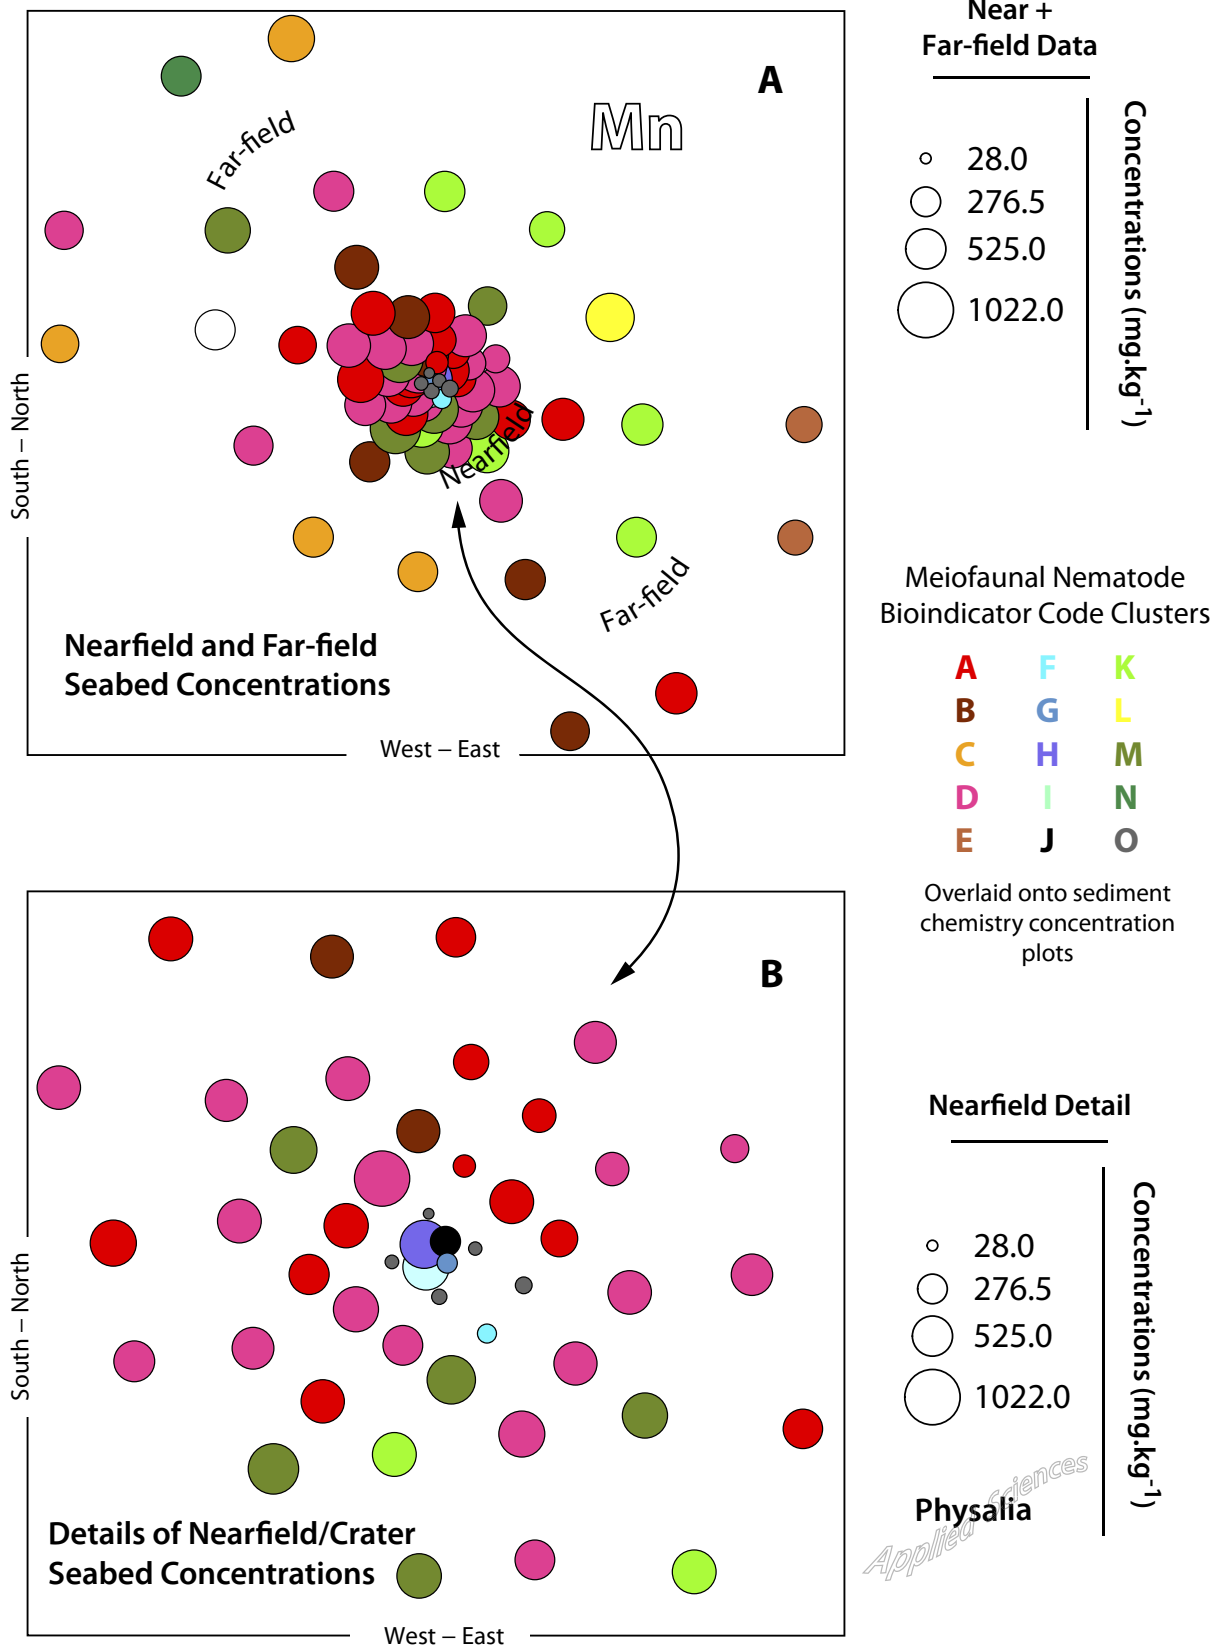 Near +
Far-field Data
A
Mn
Far-field
Concentrations (mg.kg-1)
28.0
276.5
525.0
1022.0
South – North
Nearfield
Far-field
Nearfield and Far-field
Seabed Concentrations
West – East
Meiofaunal Nematode
Bioindicator Code Clusters
A F K
B G L
C H M
D I N
E J O
Overlaid onto sediment
chemistry concentration
plots
B
Nearfield Detail
Concentrations (mg.kg-1)
28.0
276.5
525.0
1022.0
South – North
Details of Nearfield/Crater
Seabed Concentrations
West – East
Physalia
Applied Sciences